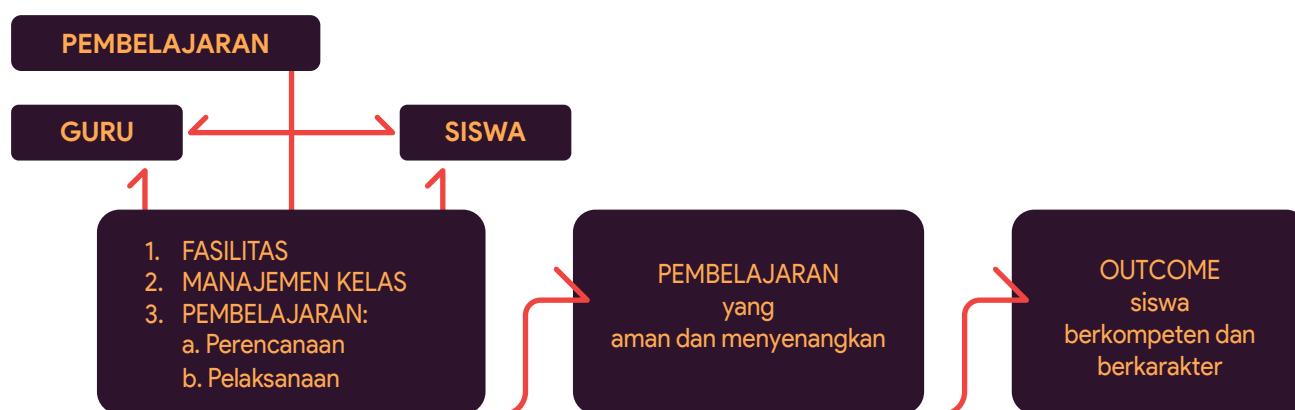 PEMBELAJARAN
GURU
SISWA
1. FASILITAS
2. MANAJEMEN KELAS
3. PEMBELAJARAN:
a. Perencanaan
b. Pelaksanaan
PEMBELAJARAN
yang
aman dan menyenangkan
OUTCOME
siswa
berkompeten dan
berkarakter